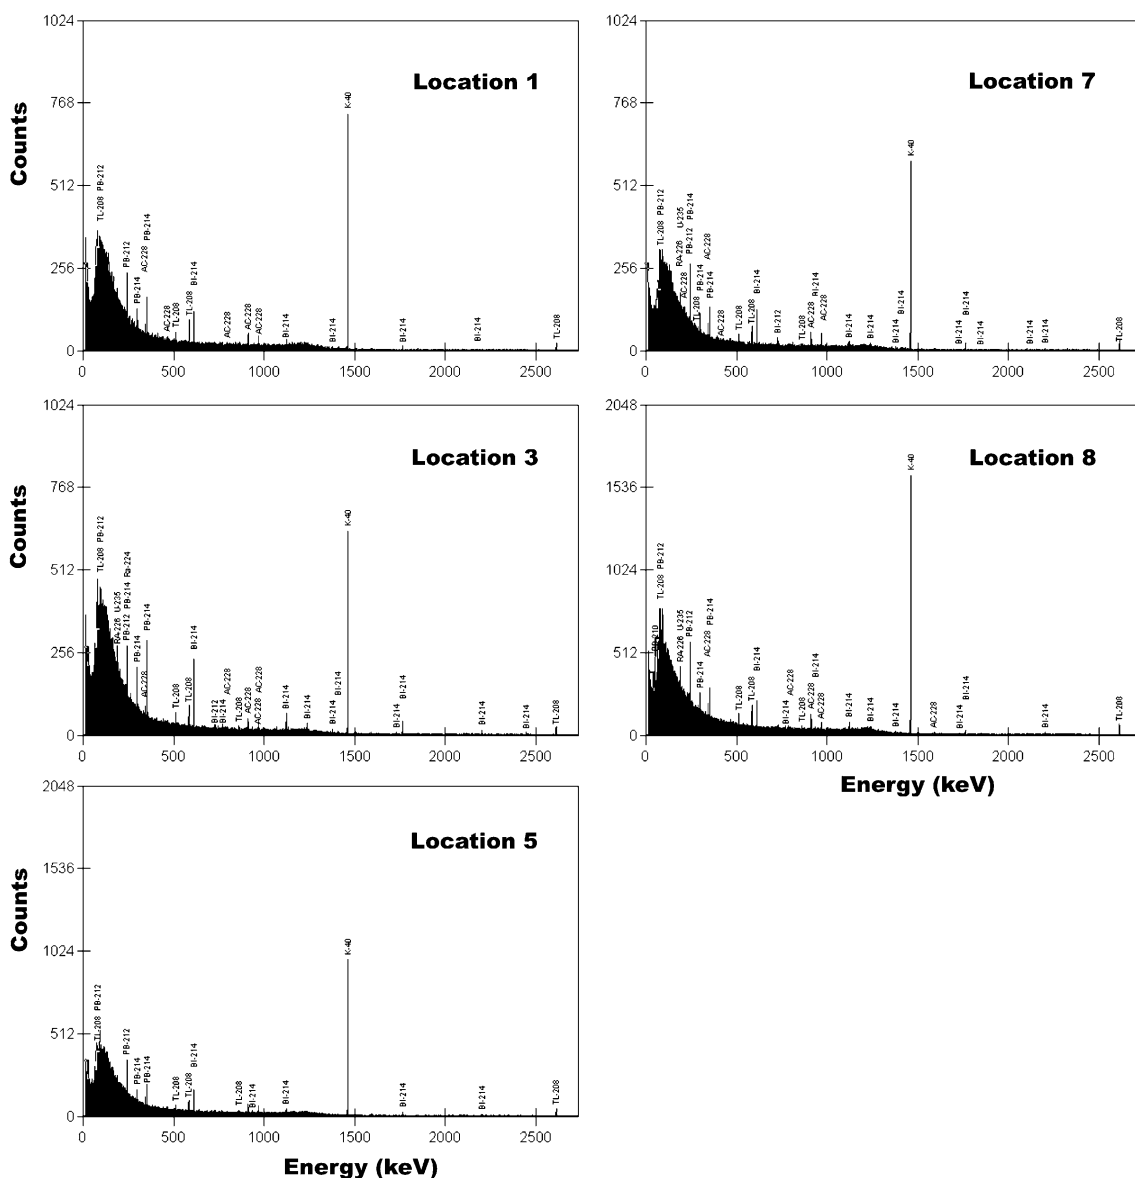 1024
768
512
256
0
Counts
Location 1
TL-208 PB-212
PB-212
PB-214
AC-228
PB-214
AC-228
TL-208
TL-208
BI-214
AC-228
AC-228
AC-228
BI-214
BI-214
K-40
BI-214
BI-214
TL-208
0 500 1000 1500 2000 2500
1024
768
512
256
0
Location 7
TL-208 PB-212
AC-228
RA-226 U-235
PB-212 PB-214
TL-208
PB-214
AC-228
PB-214
AC-228
TL-208
TL-208
BI-214
BI-212
TL-208
AC-228
BI-214
AC-228
BI-214
BI-214
BI-214
BI-214
K-40
BI-214
BI-214
BI-214
BI-214
BI-214
TL-208
0 500 1000 1500 2000 2500
1024
768
512
256
0
Location 3
TL-208 PB-212
RA-226 U-235
PB-212 PB-214 Ra-224
PB-214
AC-228
PB-214
TL-208
TL-208
BI-214
BI-212
BI-214
AC-228
TL-208
AC-228
AC-228
AC-228
BI-214
BI-214
BI-214
BI-214
K-40
BI-214
BI-214
BI-214
BI-214
TL-208
0 500 1000 1500 2000 2500
2048
1536
1024
512
0
Location 8
PB-210
TL-208 PB-212
RA-226 U-235
PB-212
PB-214
AC-228
PB-214
TL-208
TL-208
BI-214
BI-214
AC-228
TL-208
AC-228
BI-214
AC-228
BI-214
BI-214
BI-214
K-40
AC-228
BI-214
BI-214
BI-214
TL-208
0 500 1000 1500 2000 2500
Energy (keV)
2048
1536
1024
512
0
Counts
Location 5
TL-208 PB-212
PB-212
PB-214
PB-214
TL-208
TL-208
BI-214
TL-208
BI-214
BI-214
K-40
BI-214
BI-214
TL-208
0 500 1000 1500 2000 2500
Energy (keV)